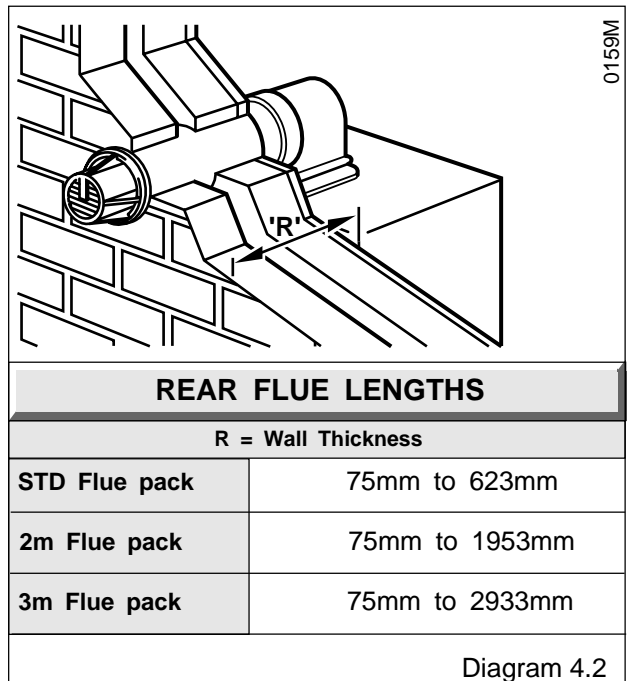 0159M
'R'
REAR FLUE LENGTHS
R = Wall Thickness
STD Flue pack 75mm to 623mm
2m Flue pack 75mm to 1953mm
3m Flue pack 75mm to 2933mm
Diagram 4.2